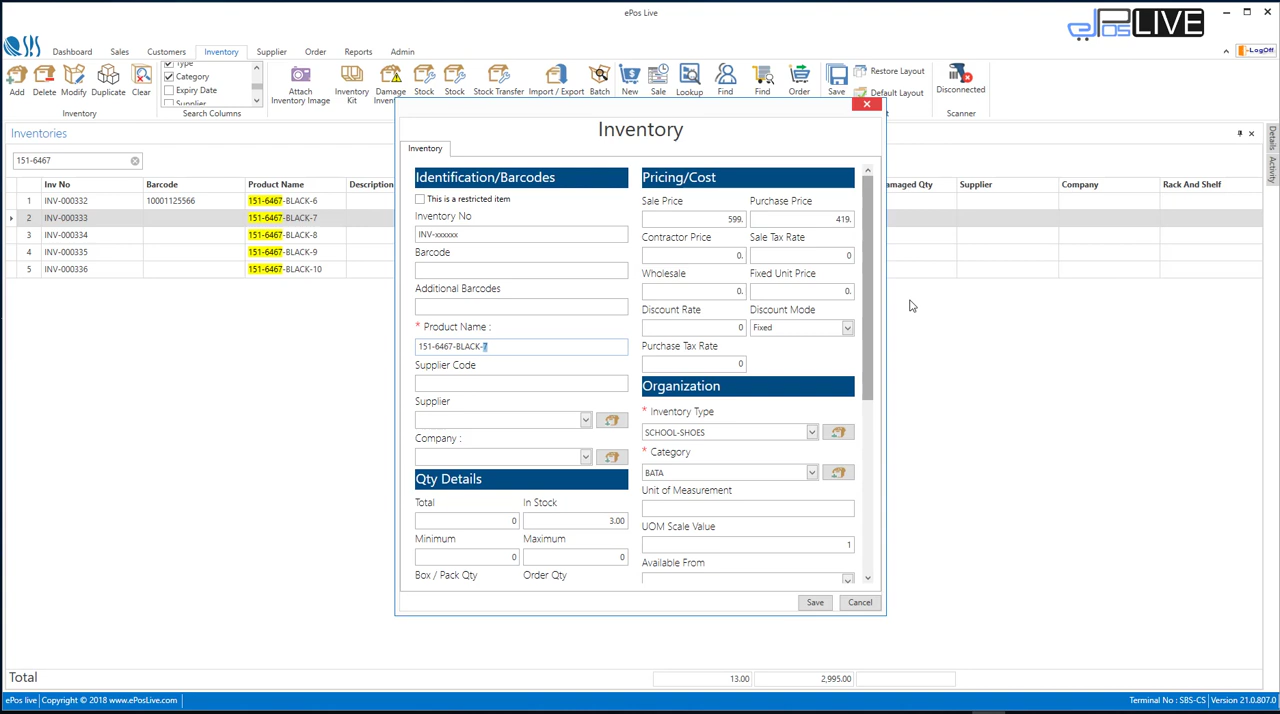 ePos Live
ePos LIVE
SIS
Dashboard Sales Customers Inventory Supplier Order Reports Admin
LogOff
Type
Category
Expiry Date
Supplier
Add Delete Modify Duplicate Clear
Attach Inventory Image
Inventory Kit
Damage
Stock Stock Stock Transfer Import / Export Batch New Sale Lookup Find Find Order Save
Restore Layout
Default Layout
Disconnected
Inventory Search Columns Scanner
Inventories
Details
Activity
151-6467
Inv No Barcode Product Name Description Supplier Company Rack And Shelf
1 INV-000332 10001125566 151-6467-BLACK-6
2 INV-000333 151-6467-BLACK-7
3 INV-000334 151-6467-BLACK-8
4 INV-000335 151-6467-BLACK-9
5 INV-000336 151-6467-BLACK-10
Inventory
Inventory
Identification/Barcodes
This is a restricted item
Inventory No
INV-xxxxxx
Barcode
Additional Barcodes
* Product Name :
151-6467-BLACK-7
Supplier Code
Supplier
Company :
Qty Details
Total In Stock
0 3.00
Minimum Maximum
0 0
Box / Pack Qty Order Qty
Pricing/Cost
Sale Price Purchase Price
599. 419.
Contractor Price Sale Tax Rate
0. 0
Wholesale Fixed Unit Price
0. 0.
Discount Rate Discount Mode
0 Fixed
Purchase Tax Rate
0
Organization
* Inventory Type
SCHOOL-SHOES
* Category
BATA
Unit of Measurement
UOM Scale Value
1
Available From
Save Cancel
Total 13.00 2,995.00
ePos live Copyright © 2018 www.ePosLive.com Terminal No : SBS-CS Version 21.0.807.0